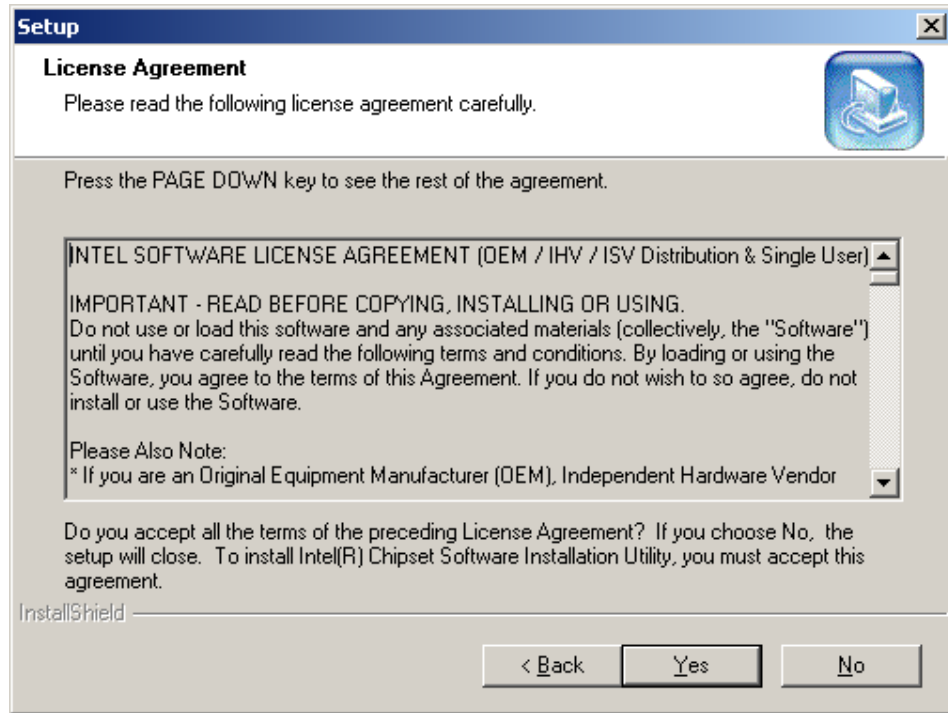 Setup
License Agreement
Please read the following license agreement carefully.
Press the PAGE DOWN key to see the rest of the agreement.
INTEL SOFTWARE LICENSE AGREEMENT (OEM / IHV / ISV Distribution & Single User)
IMPORTANT - READ BEFORE COPYING, INSTALLING OR USING.
Do not use or load this software and any associated materials (collectively, the "Software")
until you have carefully read the following terms and conditions. By loading or using the
Software, you agree to the terms of this Agreement. If you do not wish to so agree, do not
install or use the Software.
Please Also Note:
* If you are an Original Equipment Manufacturer (OEM), Independent Hardware Vendor
Do you accept all the terms of the preceding License Agreement?  If you choose No,  the
setup will close.  To install Intel(R) Chipset Software Installation Utility, you must accept this
agreement.
InstallShield
< Back
Yes
No